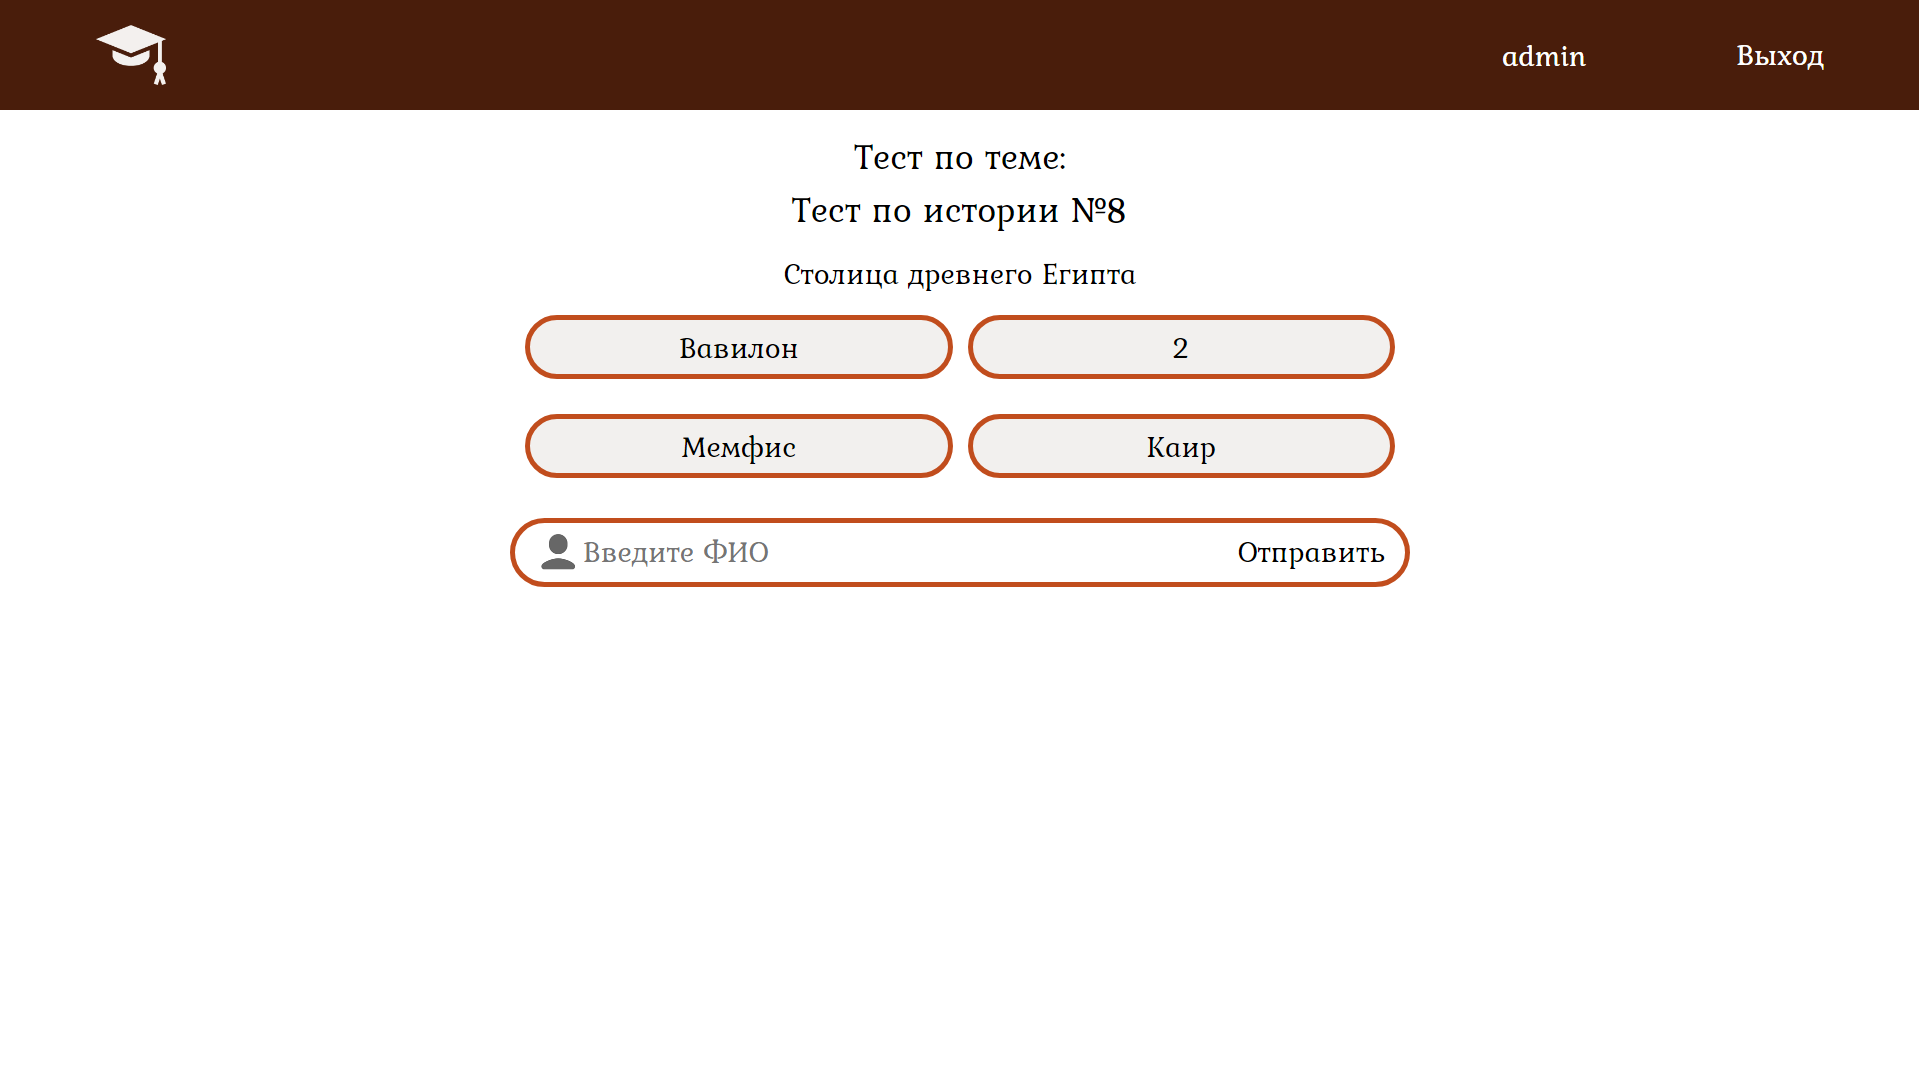 admin Выход
Тест по теме:
Тест по истории №8
Столица древнего Египта
Вавилон 2
Мемфис Каир
Введите ФИО Отправить